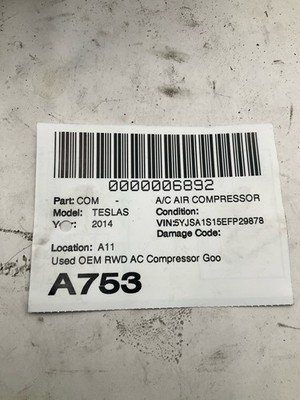 0000006892
Part: COM - A/C AIR COMPRESSOR
Model: TESLAS Condition:
Year: 2014 VIN:5YJSA1S15EFP29878
Damage Code:
Location: A11
Used OEM RWD AC Compressor Goo
A753